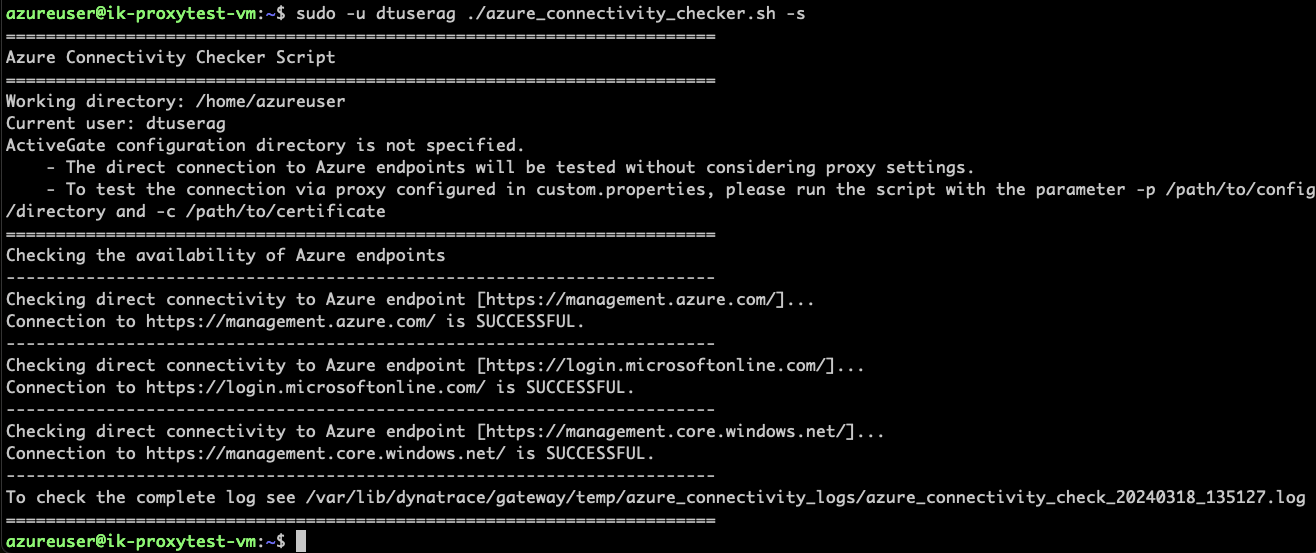 azureuser@ik-proxytest-vm:~$ sudo -u dtuserag ./azure_connectivity_checker.sh -s
=======================================================================
Azure Connectivity Checker Script
=======================================================================
Working directory: /home/azureuser
Current user: dtuserag
ActiveGate configuration directory is not specified.
    - The direct connection to Azure endpoints will be tested without considering proxy settings.
    - To test the connection via proxy configured in custom.properties, please run the script with the parameter -p /path/to/config
/directory and -c /path/to/certificate
=======================================================================
Checking the availability of Azure endpoints
-----------------------------------------------------------------------
Checking direct connectivity to Azure endpoint [https://management.azure.com/]...
Connection to https://management.azure.com/ is SUCCESSFUL.
-----------------------------------------------------------------------
Checking direct connectivity to Azure endpoint [https://login.microsoftonline.com/]...
Connection to https://login.microsoftonline.com/ is SUCCESSFUL.
-----------------------------------------------------------------------
Checking direct connectivity to Azure endpoint [https://management.core.windows.net/]...
Connection to https://management.core.windows.net/ is SUCCESSFUL.
-----------------------------------------------------------------------
To check the complete log see /var/lib/dynatrace/gateway/temp/azure_connectivity_logs/azure_connectivity_check_20240318_135127.log
=======================================================================
azureuser@ik-proxytest-vm:~$